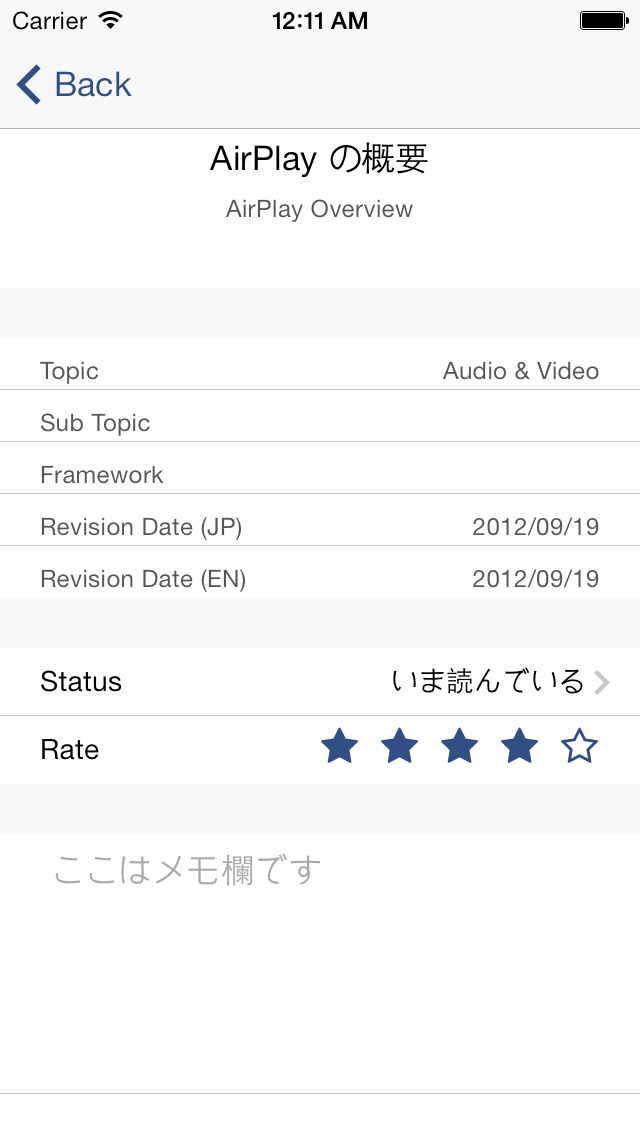 Carrier 12:11 AM
Back
AirPlay の概要
AirPlay Overview
Topic Audio & Video
Sub Topic
Framework
Revision Date (JP) 2012/09/19
Revision Date (EN) 2012/09/19
Status いま読んでいる
Rate
ここはメモ欄です